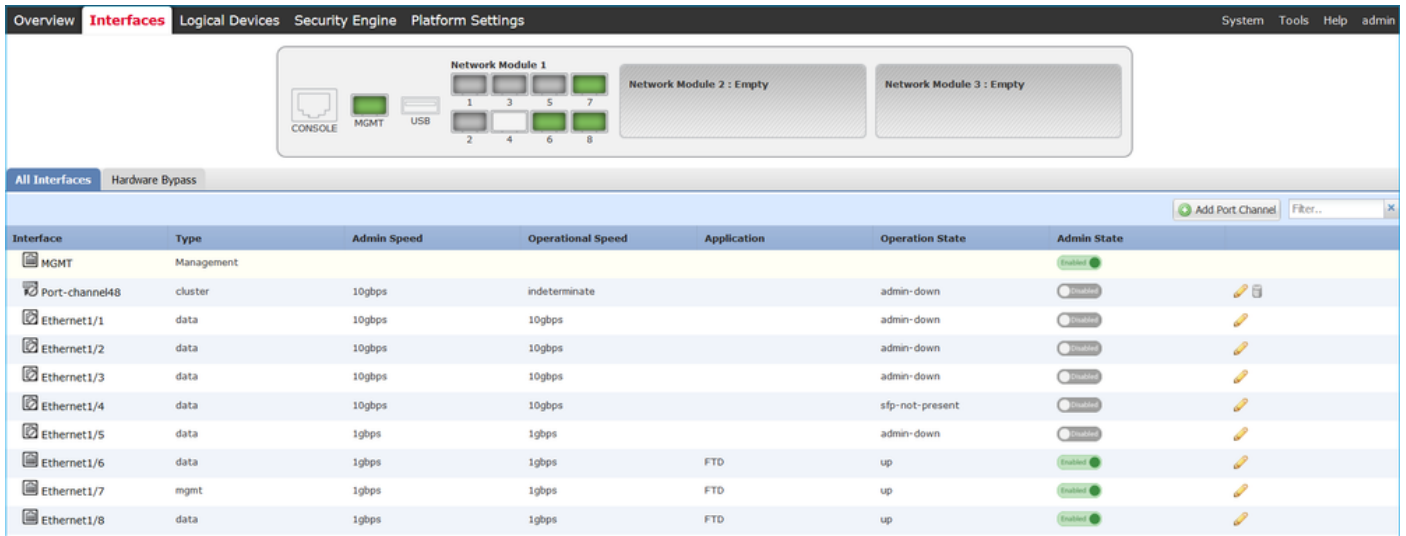 Overview Interfaces Logical Devices Security Engine Platform Settings System Tools Help admin
Network Module 1
Network Module 2 : Empty
Network Module 3 : Empty
1 3 5 7
CONSOLE MGMT USB
2 4 6 8
All Interfaces Hardware Bypass
Add Port Channel Filter..
Interface Type Admin Speed Operational Speed Application Operation State Admin State
MGMT Management Enabled
Port-channel48 cluster 10gbps indeterminate admin-down Disabled
Ethernet1/1 data 10gbps 10gbps admin-down Disabled
Ethernet1/2 data 10gbps 10gbps admin-down Disabled
Ethernet1/3 data 10gbps 10gbps admin-down Disabled
Ethernet1/4 data 10gbps 10gbps sfp-not-present Disabled
Ethernet1/5 data 1gbps 1gbps admin-down Disabled
Ethernet1/6 data 1gbps 1gbps FTD up Enabled
Ethernet1/7 mgmt 1gbps 1gbps FTD up Enabled
Ethernet1/8 data 1gbps 1gbps FTD up Enabled